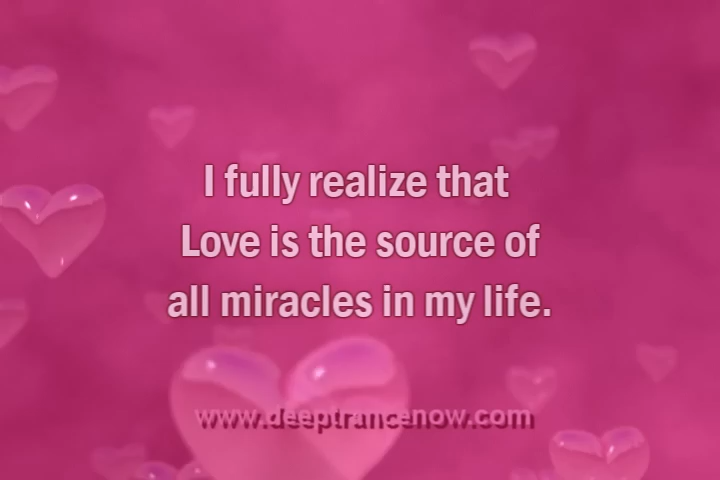 I fully realize that
Love is the source of
all miracles in my life.
www.deeptrancenow.com